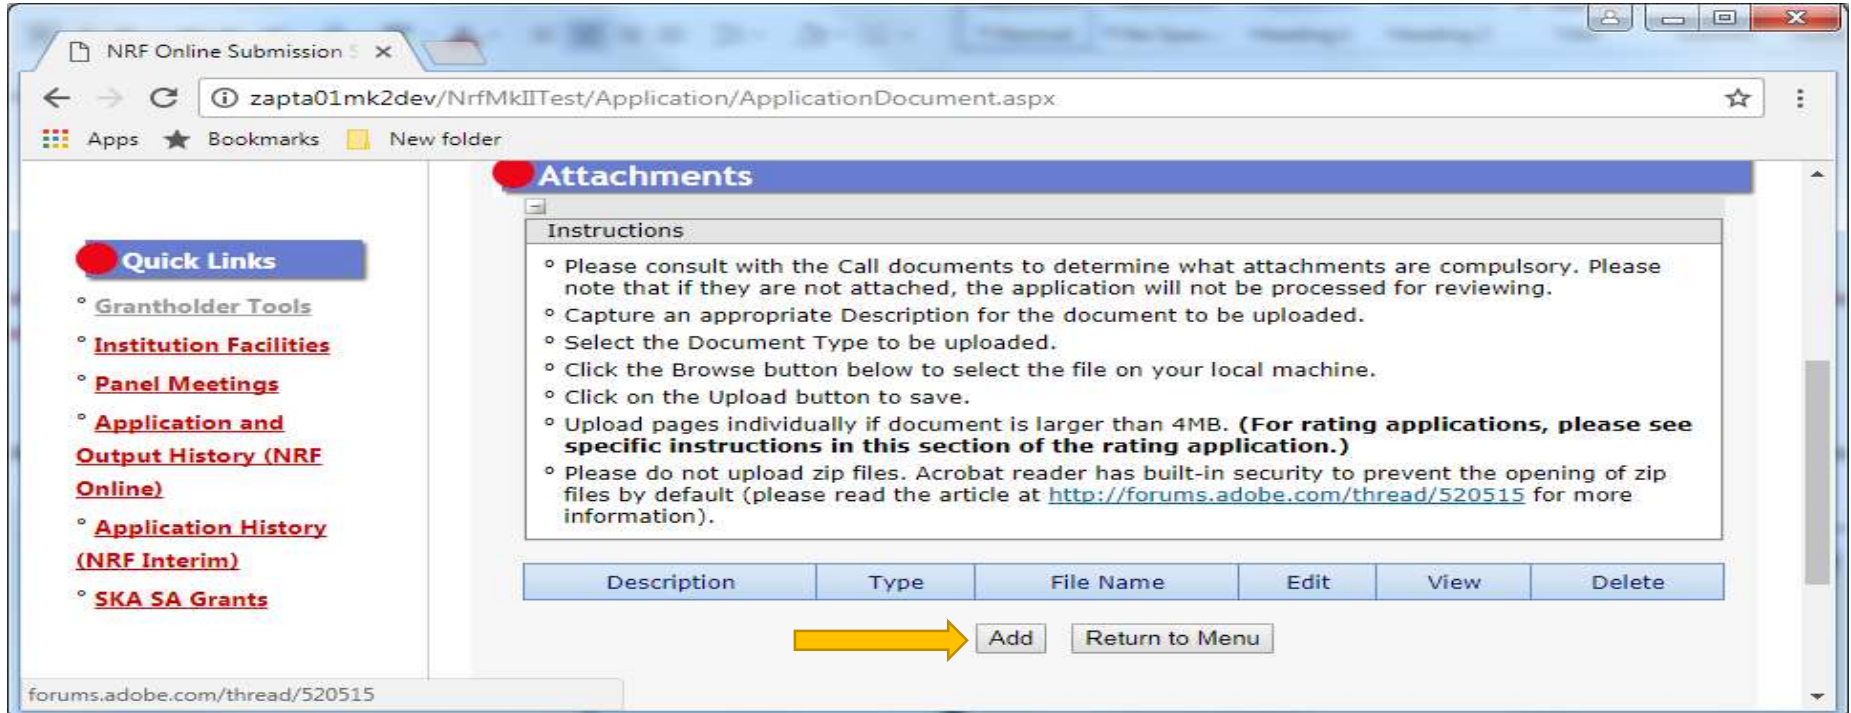 NRF Online Submission S
zapta01mk2dev/NrfMkIITest/Application/ApplicationDocument.aspx
Apps Bookmarks New folder
Attachments
Instructions
° Please consult with the Call documents to determine what attachments are compulsory. Please
note that if they are not attached, the application will not be processed for reviewing.
° Capture an appropriate Description for the document to be uploaded.
° Select the Document Type to be uploaded.
° Click the Browse button below to select the file on your local machine.
° Click on the Upload button to save.
° Upload pages individually if document is larger than 4MB. (For rating applications, please see
specific instructions in this section of the rating application.)
° Please do not upload zip files. Acrobat reader has built-in security to prevent the opening of zip
files by default (please read the article at http://forums.adobe.com/thread/520515 for more
information).
Quick Links
° Grantholder Tools
° Institution Facilities
° Panel Meetings
° Application and
Output History (NRF
Online)
° Application History
(NRF Interim)
° SKA SA Grants
Description Type File Name Edit View Delete
Add Return to Menu
forums.adobe.com/thread/520515